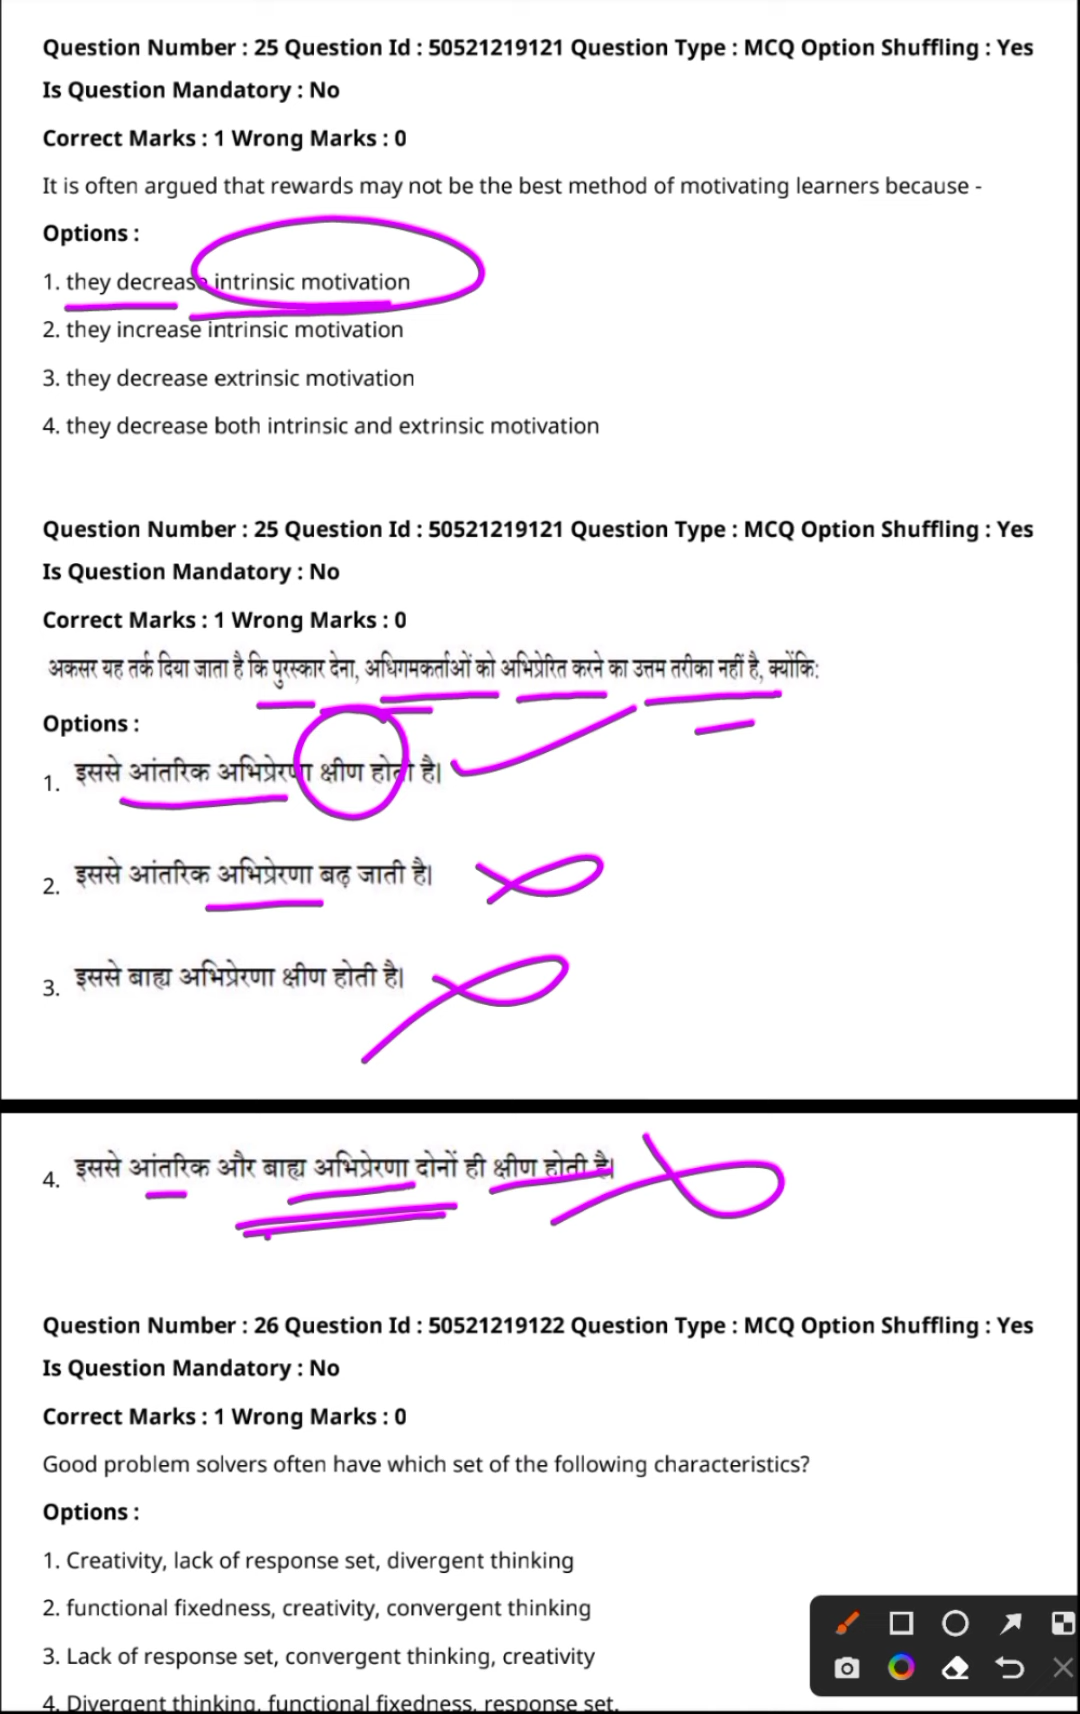 Question Number : 25 Question Id : 50521219121 Question Type : MCQ Option Shuffling : Yes
Is Question Mandatory : No
Correct Marks : 1 Wrong Marks : 0
It is often argued that rewards may not be the best method of motivating learners because -
Options :
1. they decrease intrinsic motivation
2. they increase intrinsic motivation
3. they decrease extrinsic motivation
4. they decrease both intrinsic and extrinsic motivation
Question Number : 25 Question Id : 50521219121 Question Type : MCQ Option Shuffling : Yes
Is Question Mandatory : No
Correct Marks : 1 Wrong Marks : 0
अकसर यह तर्क दिया जाता है कि पुरस्कार देना, अधिगमकर्ताओं को अभिप्रेरित करने का उत्तम तरीका नहीं है, क्योंकि:
Options :
1. इससे आंतरिक अभिप्रेरणा क्षीण होती है।
2. इससे आंतरिक अभिप्रेरणा बढ़ जाती है।
3. इससे बाह्य अभिप्रेरणा क्षीण होती है।
4. इससे आंतरिक और बाह्य अभिप्रेरणा दोनों ही क्षीण होती है।
Question Number : 26 Question Id : 50521219122 Question Type : MCQ Option Shuffling : Yes
Is Question Mandatory : No
Correct Marks : 1 Wrong Marks : 0
Good problem solvers often have which set of the following characteristics?
Options :
1. Creativity, lack of response set, divergent thinking
2. functional fixedness, creativity, convergent thinking
3. Lack of response set, convergent thinking, creativity
4. Divergent thinking, functional fixedness, response set.